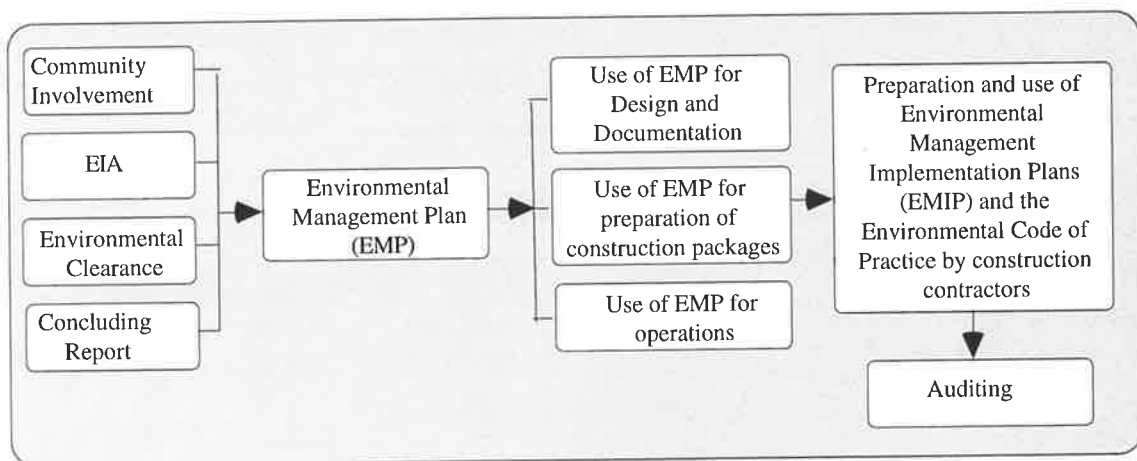 Community
Involvement
EIA
Environmental
Clearance
Concluding
Report
Environmental
Management Plan
(EMP)
Use of EMP for
Design and
Documentation
Use of EMP for
preparation of
construction packages
Use of EMP for
operations
Preparation and use of
Environmental
Management
Implementation Plans
(EMIP) and the
Environmental Code of
Practice by construction
contractors
Auditing